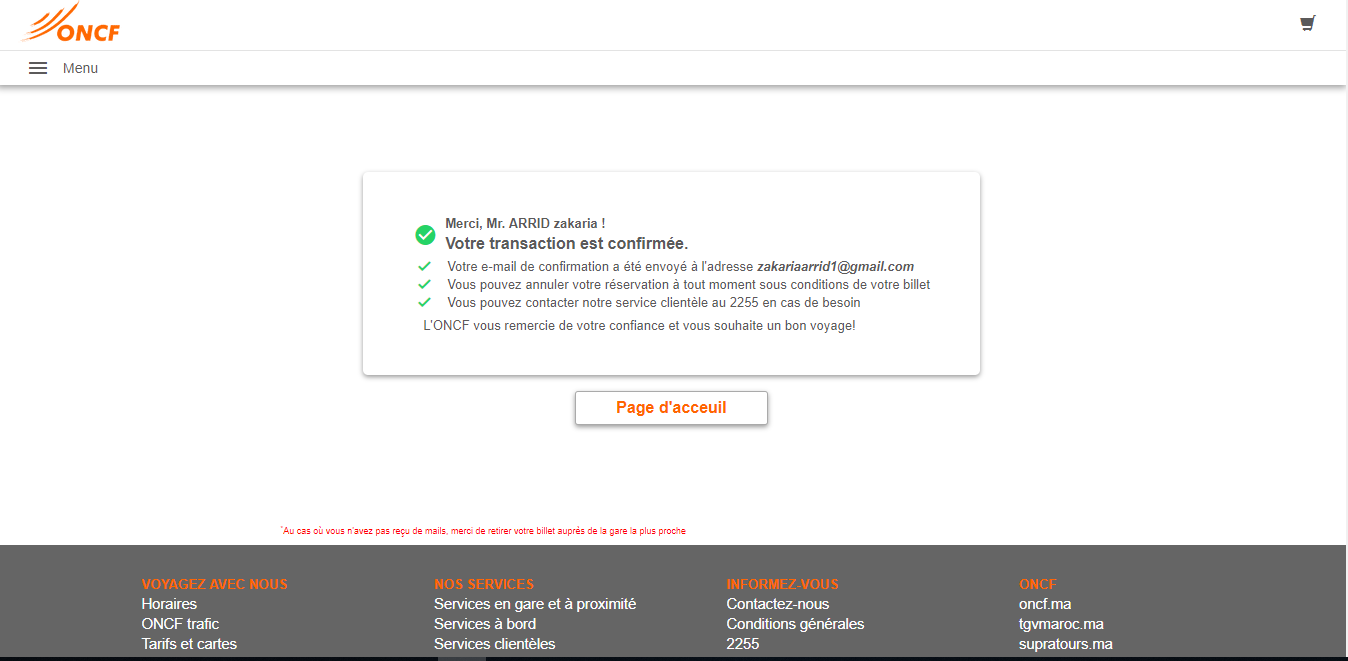 ONCF
Menu
Merci, Mr. ARRID zakaria !
Votre transaction est confirmée.
Votre e-mail de confirmation a été envoyé à l'adresse zakariaarrid1@gmail.com
Vous pouvez annuler votre réservation à tout moment sous conditions de votre billet
Vous pouvez contacter notre service clientèle au 2255 en cas de besoin
L'ONCF vous remercie de votre confiance et vous souhaite un bon voyage!
Page d'acceuil
*Au cas où vous n'avez pas reçu de mails, merci de retirer votre billet auprés de la gare la plus proche
VOYAGEZ AVEC NOUS
Horaires
ONCF trafic
Tarifs et cartes
NOS SERVICES
Services en gare et à proximité
Services à bord
Services clientèles
INFORMEZ-VOUS
Contactez-nous
Conditions générales
2255
ONCF
oncf.ma
tgvmaroc.ma
supratours.ma